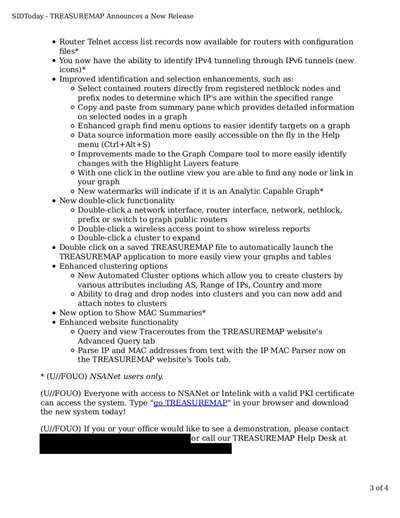 SIDToday - TREASUREMAP Announces a New Release
• Router Telnet access list records now available for routers with configuration
files*
• You now have the ability to identify IPv4 tunneling through IPv6 tunnels (new
icons)*
• Improved identification and selection enhancements, such as:
o Select contained routers directly from registered netblock nodes and
prefix nodes to determine which IP's are within the specified range
o Copy and paste from summary pane which provides detailed information
on selected nodes in a graph
o Enhanced graph find menu options to easier identify targets on a graph
o Data source information more easily accessible on the fly in the Help
menu (Ctrl+Alt+S)
o Improvements made to the Graph Compare tool to more easily identify
changes with the Highlight Layers feature
o With one click in the outline view you are able to find any node or link in
your graph
o New watermarks will indicate if it is an Analytic Capable Graph*
• New double-click functionality
o Double-click a network interface, router interface, network, netblock,
prefix or switch to graph public routers
o Double-click a wireless access point to show wireless reports
o Double-click a cluster to expand
• Double click on a saved TREASUREMAP file to automatically launch the
TREASUREMAP application to more easily view your graphs and tables
• Enhanced clustering options
o New Automated Cluster options which allow you to create clusters by
various attributes including AS, Range of IPs, Country and more
o Ability to drag and drop nodes into clusters and you can now add and
attach notes to clusters
• New option to Show MAC Summaries*
• Enhanced website functionality
o Query and view Traceroutes from the TREASUREMAP website's
Advanced Query tab
o Parse IP and MAC addresses from text with the IP MAC Parser now on
the TREASUREMAP website's Tools tab.
* (U//FOUO) NSANet users only.
(U//FOUO) Everyone with access to NSANet or Intelink with a valid PKI certificate
can access the system. Type "go TREASUREMAP" in your browser and download
the new system today!
(U//FOUO) If you or your office would like to see a demonstration, please contact
or call our TREASUREMAP Help Desk at
3 of 4